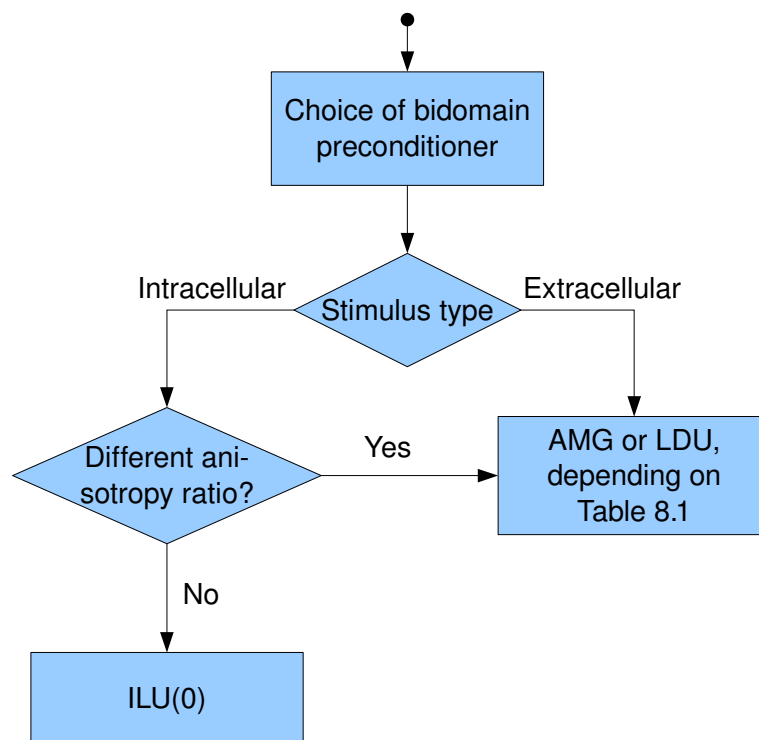 Choice of bidomain
preconditioner
Intracellular
Extracellular
Stimulus type
Different ani-
sotropy ratio?
Yes
AMG or LDU,
depending on
Table 8.1
No
ILU(0)